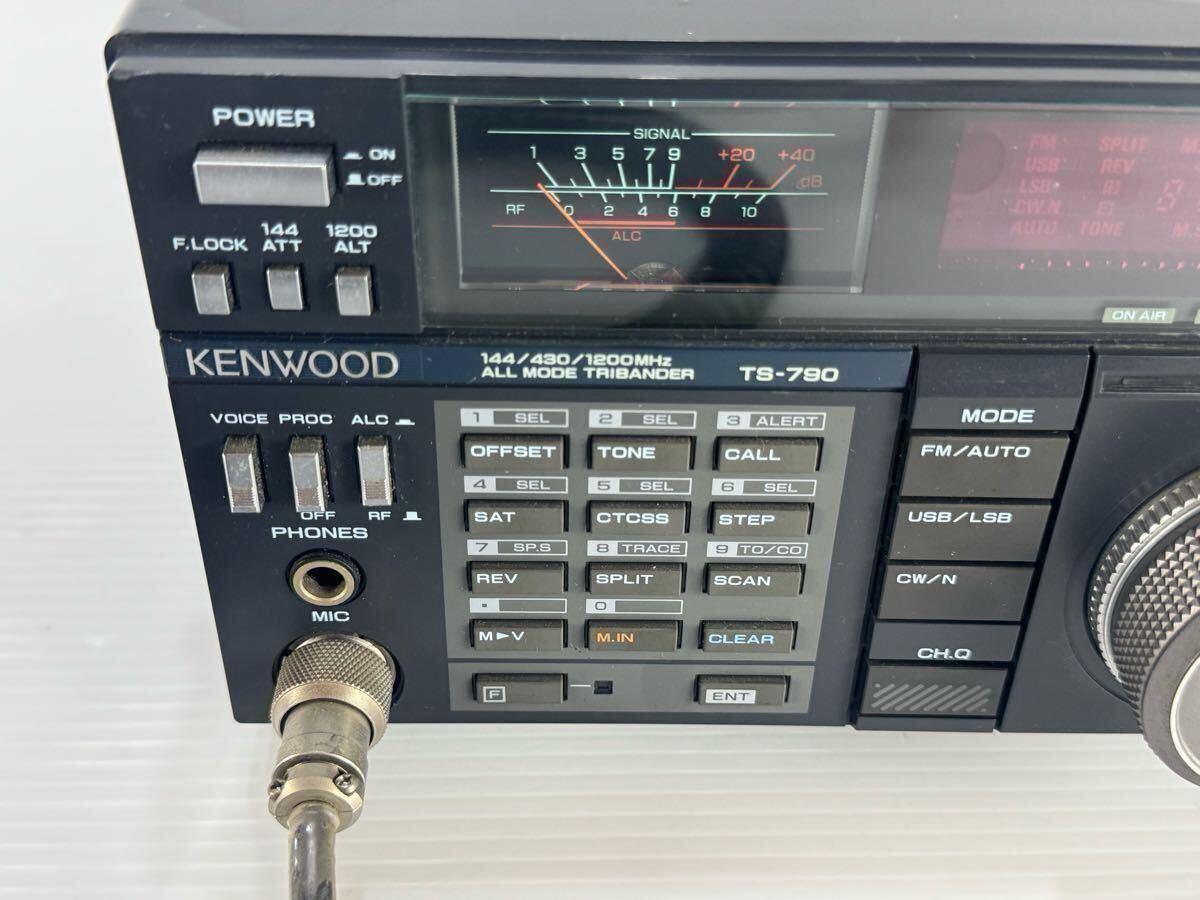 POWER
ON
OFF
F.LOCK
144 ATT
1200 ALT
SIGNAL
1 3 5 7 9 +20 +40
dB
RF 0 2 4 6 8 10
ALC
FM SPLIT
USB REV
LSB
CW.N
AUTO TONE
ON AIR
KENWOOD
144/430/1200MHz
ALL MODE TRIBANDER
TS-790
VOICE PROC ALC
OFF RF
PHONES
MIC
1 SEL 2 SEL 3 ALERT
OFFSET TONE CALL
4 SEL 5 SEL 6 SEL
SAT CTCSS STEP
7 SP.S 8 TRACE 9 TO/CO
REV SPLIT SCAN
. 0
M►V M.IN CLEAR
F ENT
MODE
FM/AUTO
USB/LSB
CW/N
CH.Q